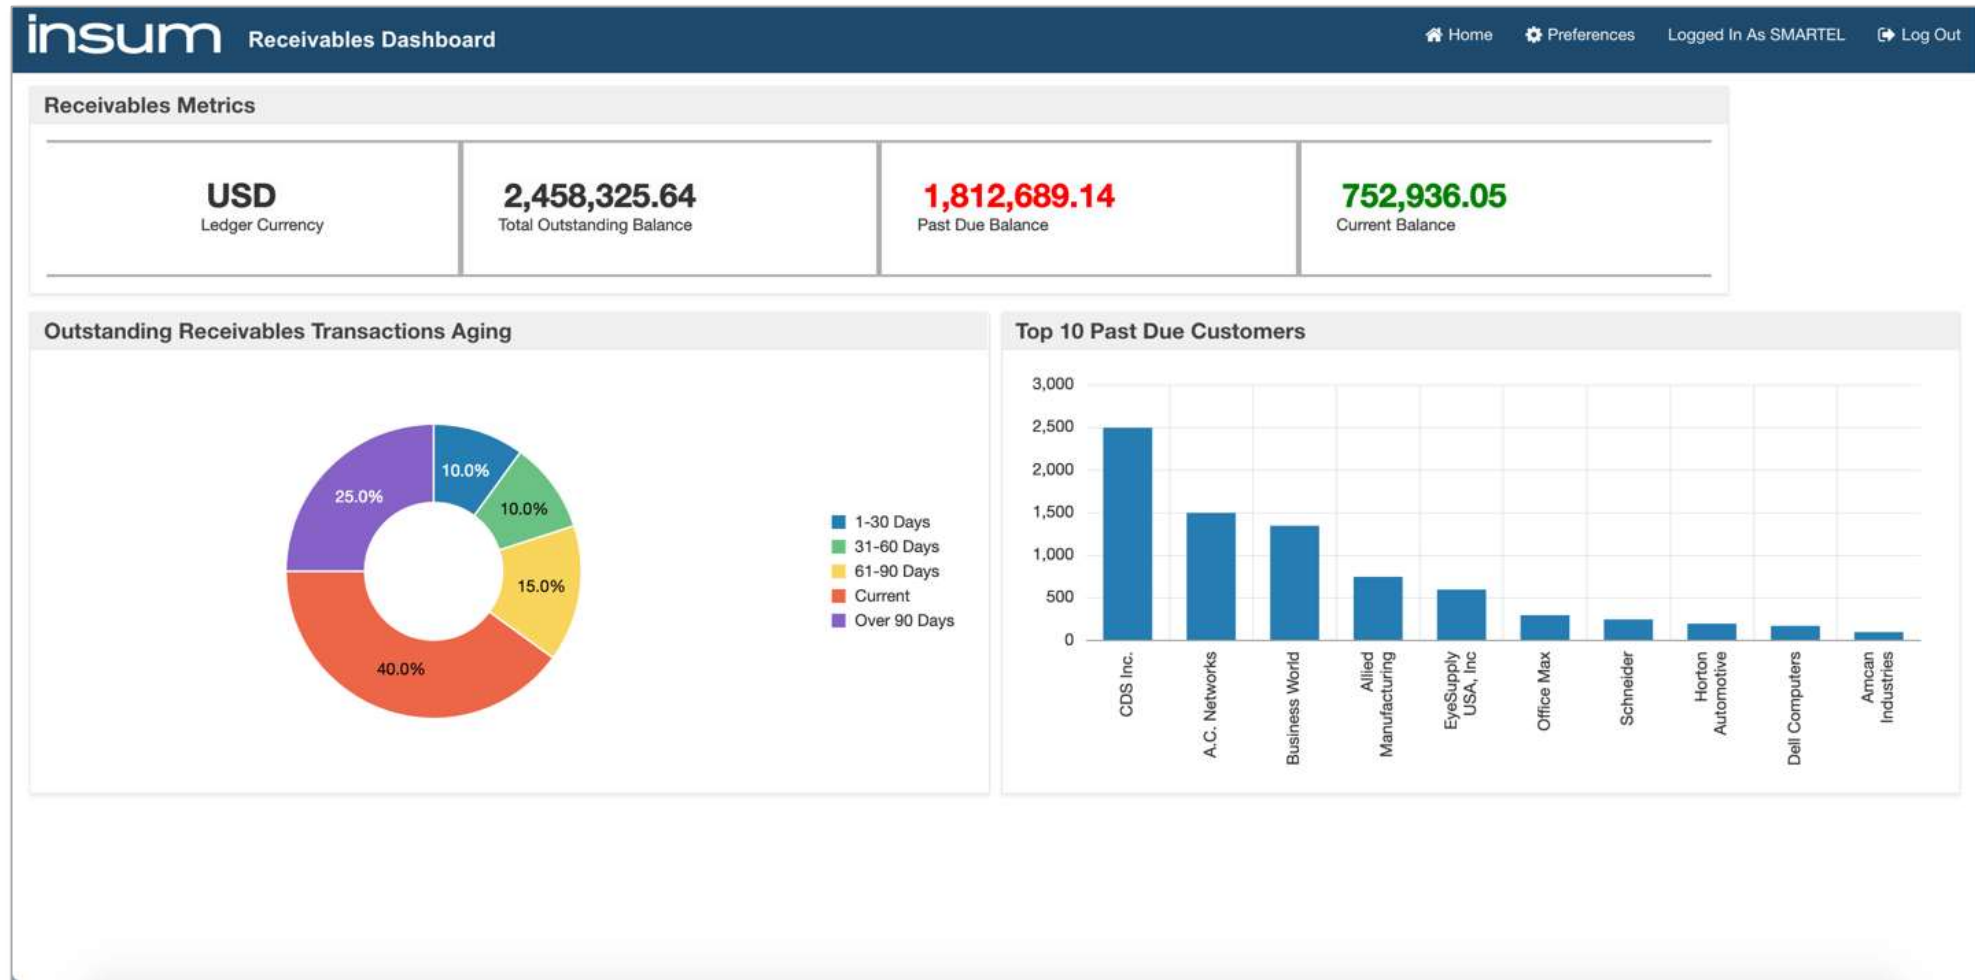 insum Receivables Dashboard
Home Preferences Logged In As SMARTEL Log Out
Receivables Metrics
USD
Ledger Currency
2,458,325.64
Total Outstanding Balance
1,812,689.14
Past Due Balance
752,936.05
Current Balance
Outstanding Receivables Transactions Aging
10.0%
10.0%
15.0%
40.0%
25.0%
1-30 Days
31-60 Days
61-90 Days
Current
Over 90 Days
Top 10 Past Due Customers
3,000
2,500
2,000
1,500
1,000
500
0
CDS Inc.
A.C. Networks
Business World
Allied
Manufacturing
EyeSupply
USA, Inc
Office Max
Schneider
Horton
Automotive
Dell Computers
Amcan
Industries